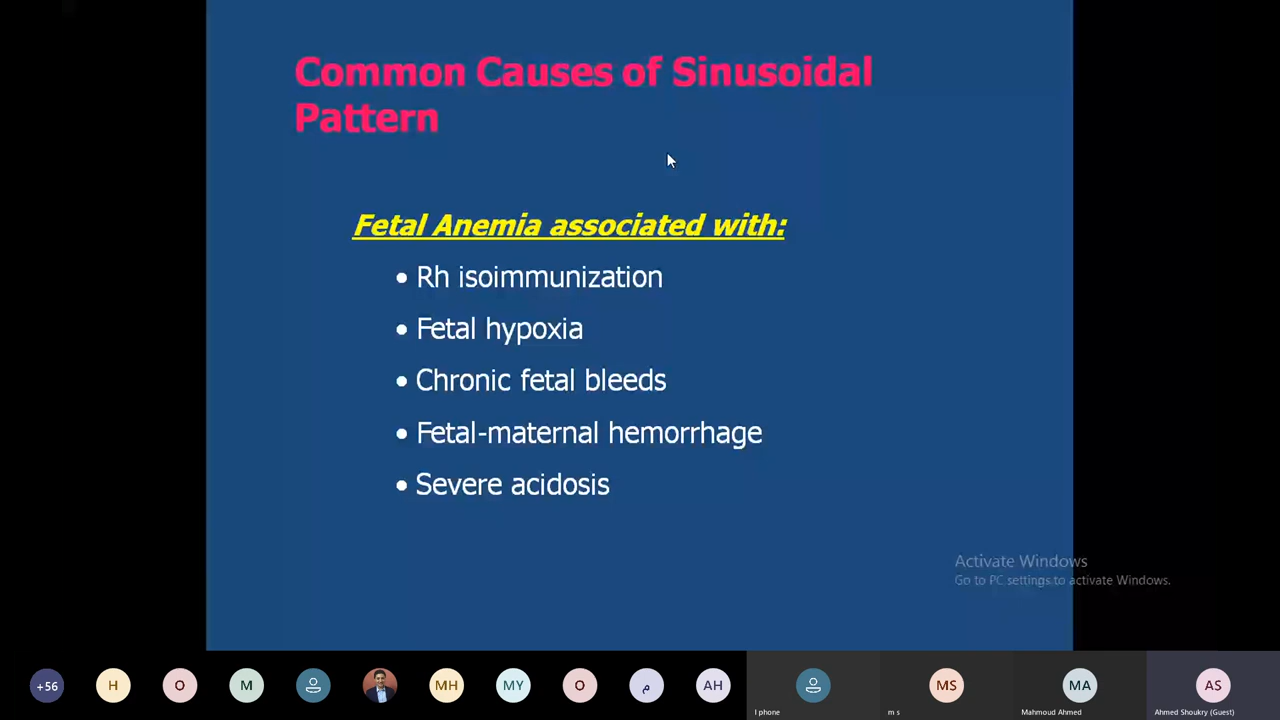 Common Causes of Sinusoidal
Pattern
Fetal Anemia associated with:
• Rh isoimmunization
• Fetal hypoxia
• Chronic fetal bleeds
• Fetal-maternal hemorrhage
• Severe acidosis
Activate Windows
Go to PC settings to activate Windows.
+56
H
O
M
MH
MY
O
م
AH
MS
MA
AS
I phone
m s
Mahmoud Ahmed
Ahmed Shoukry (Guest)